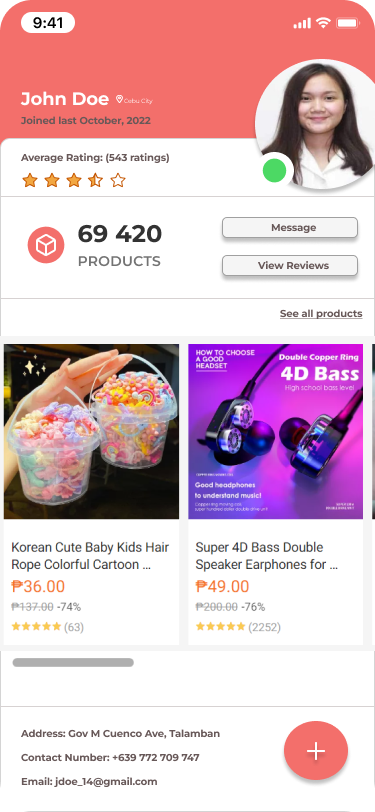 9:41
John Doe Cebu City
Joined last October, 2022
Average Rating: (543 ratings)
69 420
PRODUCTS
Message
View Reviews
See all products
HOW TO CHOOSE
A GOOD
HEADSET
Double Copper Ring
4D Bass
High school bass level
Good headphones
to understand music!
Korean Cute Baby Kids Hair
Rope Colorful Cartoon ...
₱36.00
₱137.00 -74%
(63)
Super 4D Bass Double
Speaker Earphones for ...
₱49.00
₱200.00 -76%
(2252)
Address: Gov M Cuenco Ave, Talamban
Contact Number: +639 772 709 747
Email: jdoe_14@gmail.com